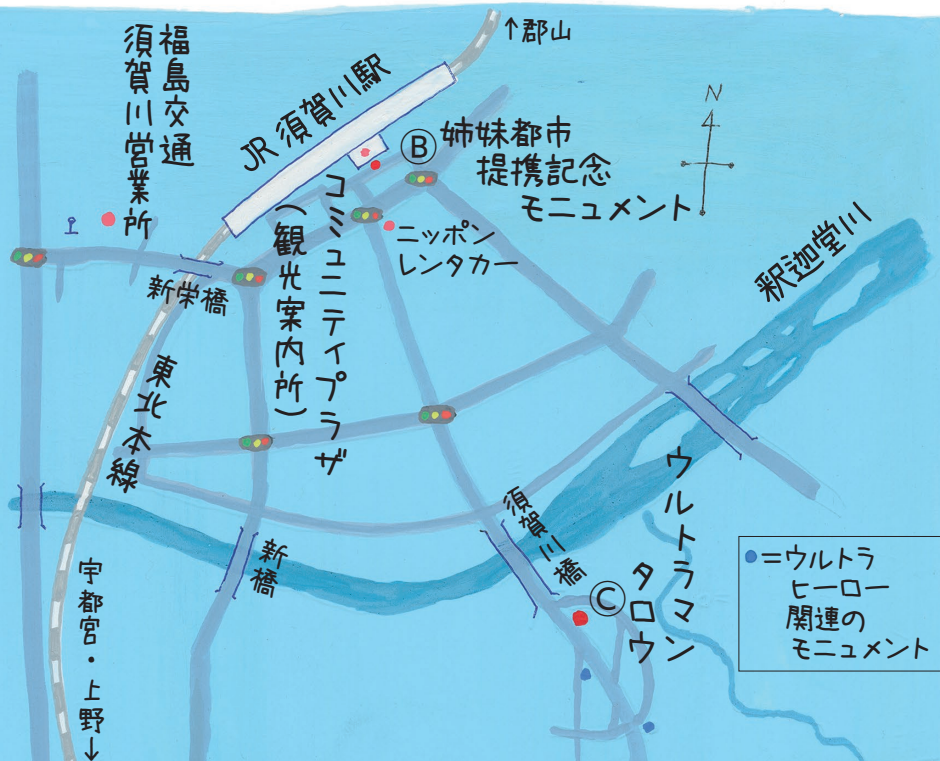 ↑郡山
福島交通
須賀川営業所
JR 須賀川駅
Ⓑ
姉妹都市
提携記念
モニュメント
N
コミュニティプラザ
(観光案内所)
ニッポン
レンタカー
釈迦堂川
新栄橋
東北本線
新橋
須賀川橋
Ⓒ
ウルトラマン
タロウ
宇都宮・上野↓
=ウルトラ
ヒーロー
関連の
モニュメント